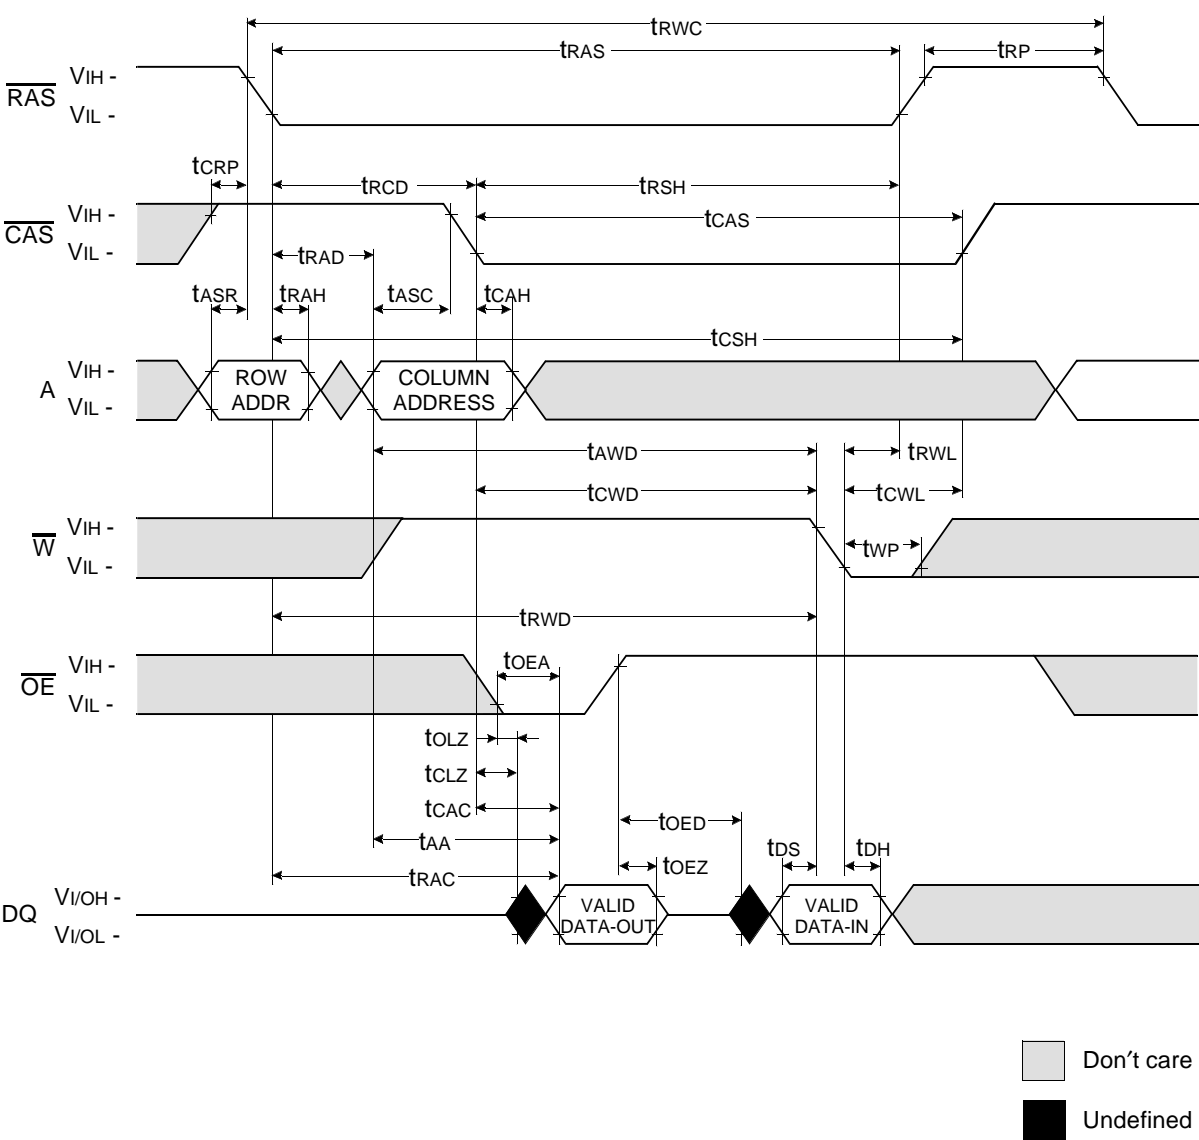 tRWC
tRAS
tRP
RAS
VIH -
VIL -
tCRP
tRCD
tRSH
CAS
VIH -
VIL -
tCAS
tRAD
tASR
tRAH
tASC
tCAH
tCSH
A
VIH -
VIL -
ROW
ADDR
COLUMN
ADDRESS
tAWD
tRWL
tCWD
tCWL
W
VIH -
VIL -
tWP
tRWD
OE
VIH -
VIL -
tOEA
tOLZ
tCLZ
tCAC
tOED
tAA
tDS
tDH
tOEZ
tRAC
DQ
VI/OH -
VI/OL -
VALID
DATA-OUT
VALID
DATA-IN
Don't care
Undefined